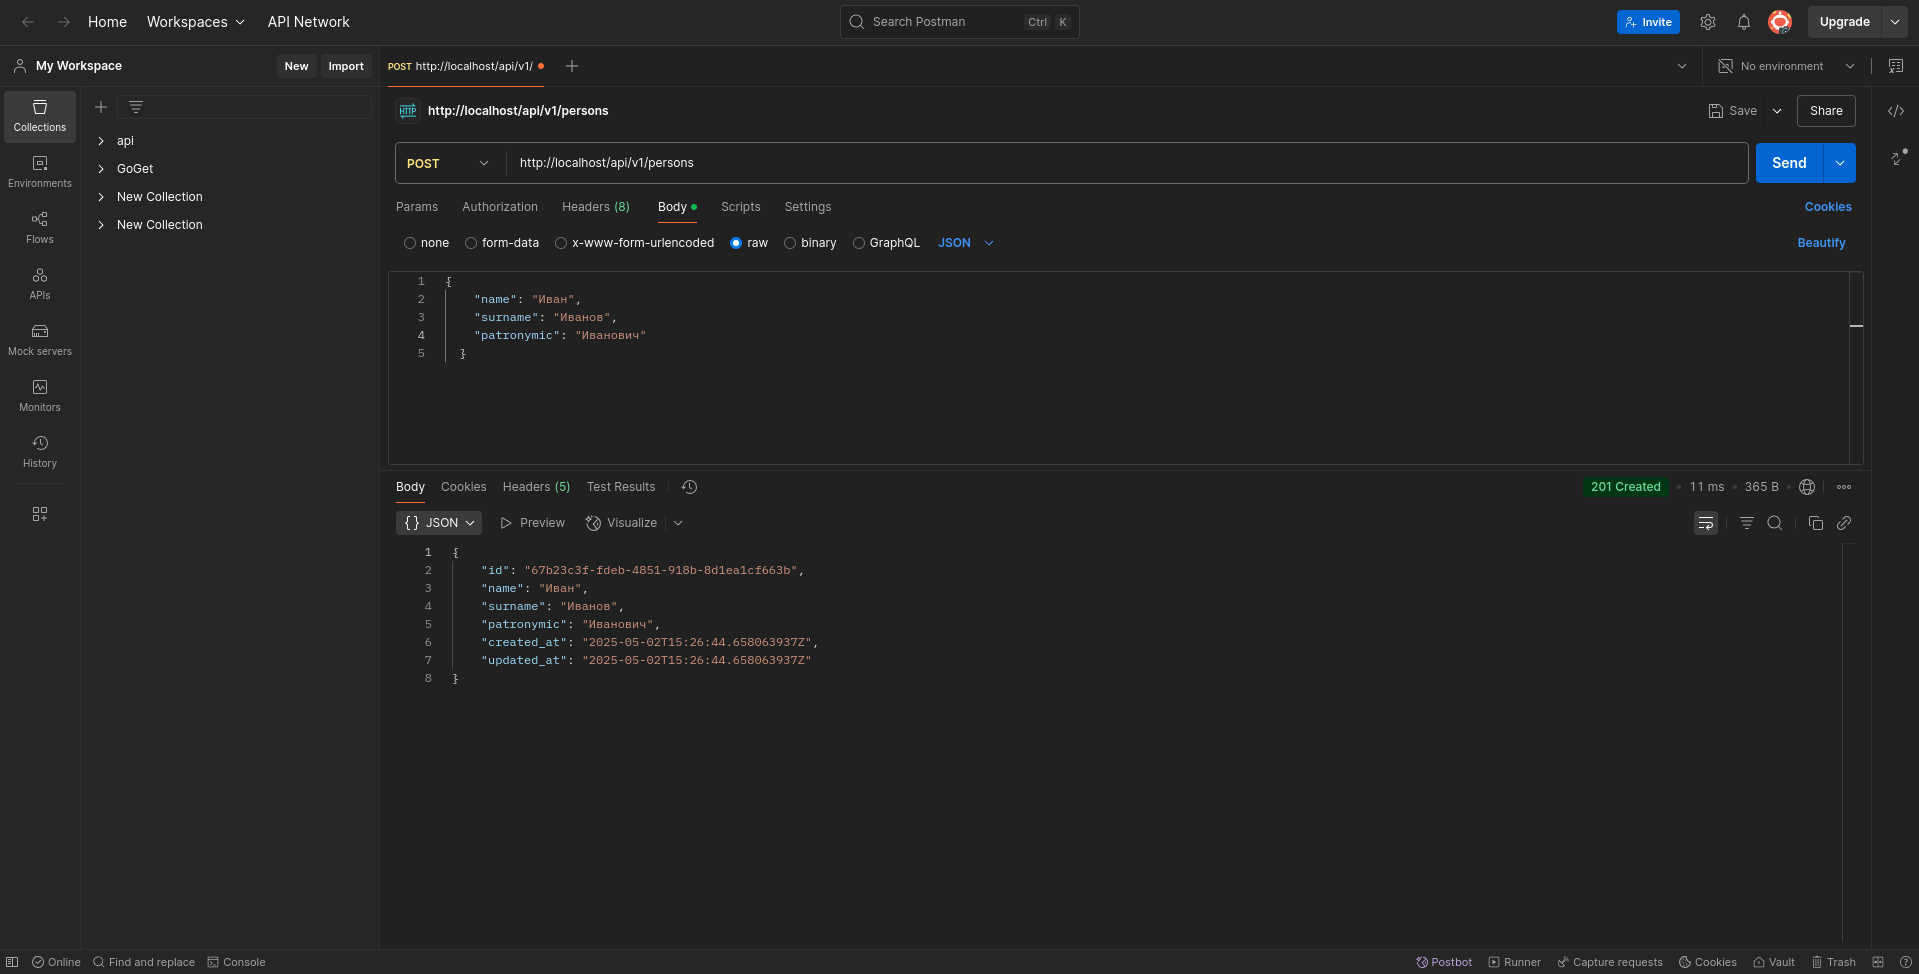 Home Workspaces API Network Search Postman Ctrl K Invite Upgrade
My Workspace New Import POST http://localhost/api/v1/ No environment
Collections
Environments
Flows
APIs
Mock servers
Monitors
History
api
GoGet
New Collection
New Collection
HTTP http://localhost/api/v1/persons Save Share
POST http://localhost/api/v1/persons Send
Params Authorization Headers (8) Body Scripts Settings Cookies
none form-data x-www-form-urlencoded raw binary GraphQL JSON Beautify
1 {
2 "name": "Иван",
3 "surname": "Иванов",
4 "patronymic": "Иванович"
5 }
Body Cookies Headers (5) Test Results 201 Created 11 ms 365 B
{} JSON Preview Visualize
1 {
2 "id": "67b23c3f-fdeb-4851-918b-8d1ea1cf663b",
3 "name": "Иван",
4 "surname": "Иванов",
5 "patronymic": "Иванович",
6 "created_at": "2025-05-02T15:26:44.658063937Z",
7 "updated_at": "2025-05-02T15:26:44.658063937Z"
8 }
Online Find and replace Console Postbot Runner Capture requests Cookies Vault Trash